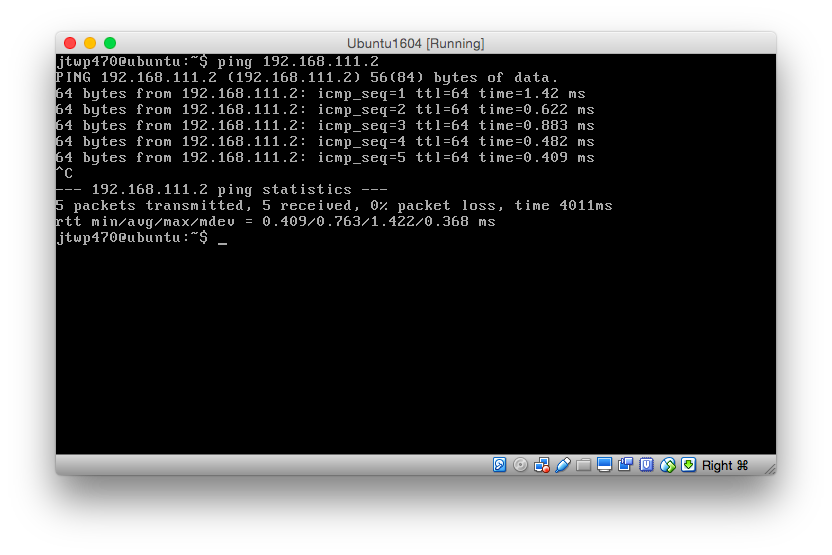 Ubuntu1604 [Running]
jtwp470@ubuntu:~$ ping 192.168.111.2
PING 192.168.111.2 (192.168.111.2) 56(84) bytes of data.
64 bytes from 192.168.111.2: icmp_seq=1 ttl=64 time=1.42 ms
64 bytes from 192.168.111.2: icmp_seq=2 ttl=64 time=0.622 ms
64 bytes from 192.168.111.2: icmp_seq=3 ttl=64 time=0.883 ms
64 bytes from 192.168.111.2: icmp_seq=4 ttl=64 time=0.482 ms
64 bytes from 192.168.111.2: icmp_seq=5 ttl=64 time=0.409 ms
^C
--- 192.168.111.2 ping statistics ---
5 packets transmitted, 5 received, 0% packet loss, time 4011ms
rtt min/avg/max/mdev = 0.409/0.763/1.422/0.368 ms
jtwp470@ubuntu:~$ _
Right ⌘